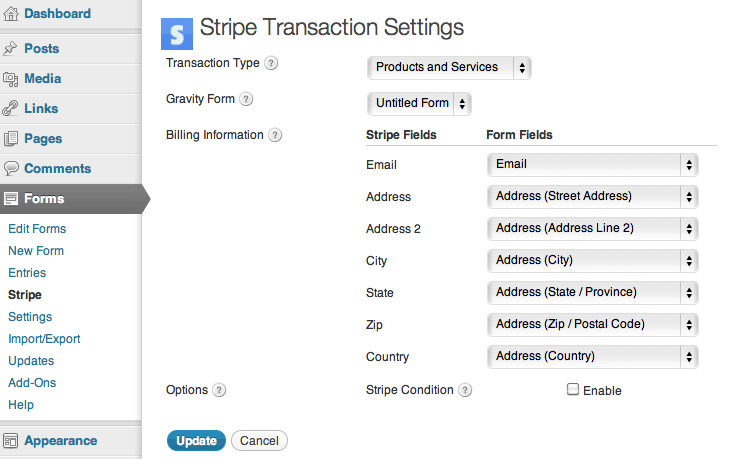 Dashboard
Posts
Media
Links
Pages
Comments
Forms
Edit Forms
New Form
Entries
Stripe
Settings
Import/Export
Updates
Add-Ons
Help
Appearance
S Stripe Transaction Settings
Transaction Type ? Products and Services
Gravity Form ? Untitled Form
Billing Information ? Stripe Fields Form Fields
Email Email
Address Address (Street Address)
Address 2 Address (Address Line 2)
City Address (City)
State Address (State / Province)
Zip Address (Zip / Postal Code)
Country Address (Country)
Options ? Stripe Condition ? Enable
Update Cancel